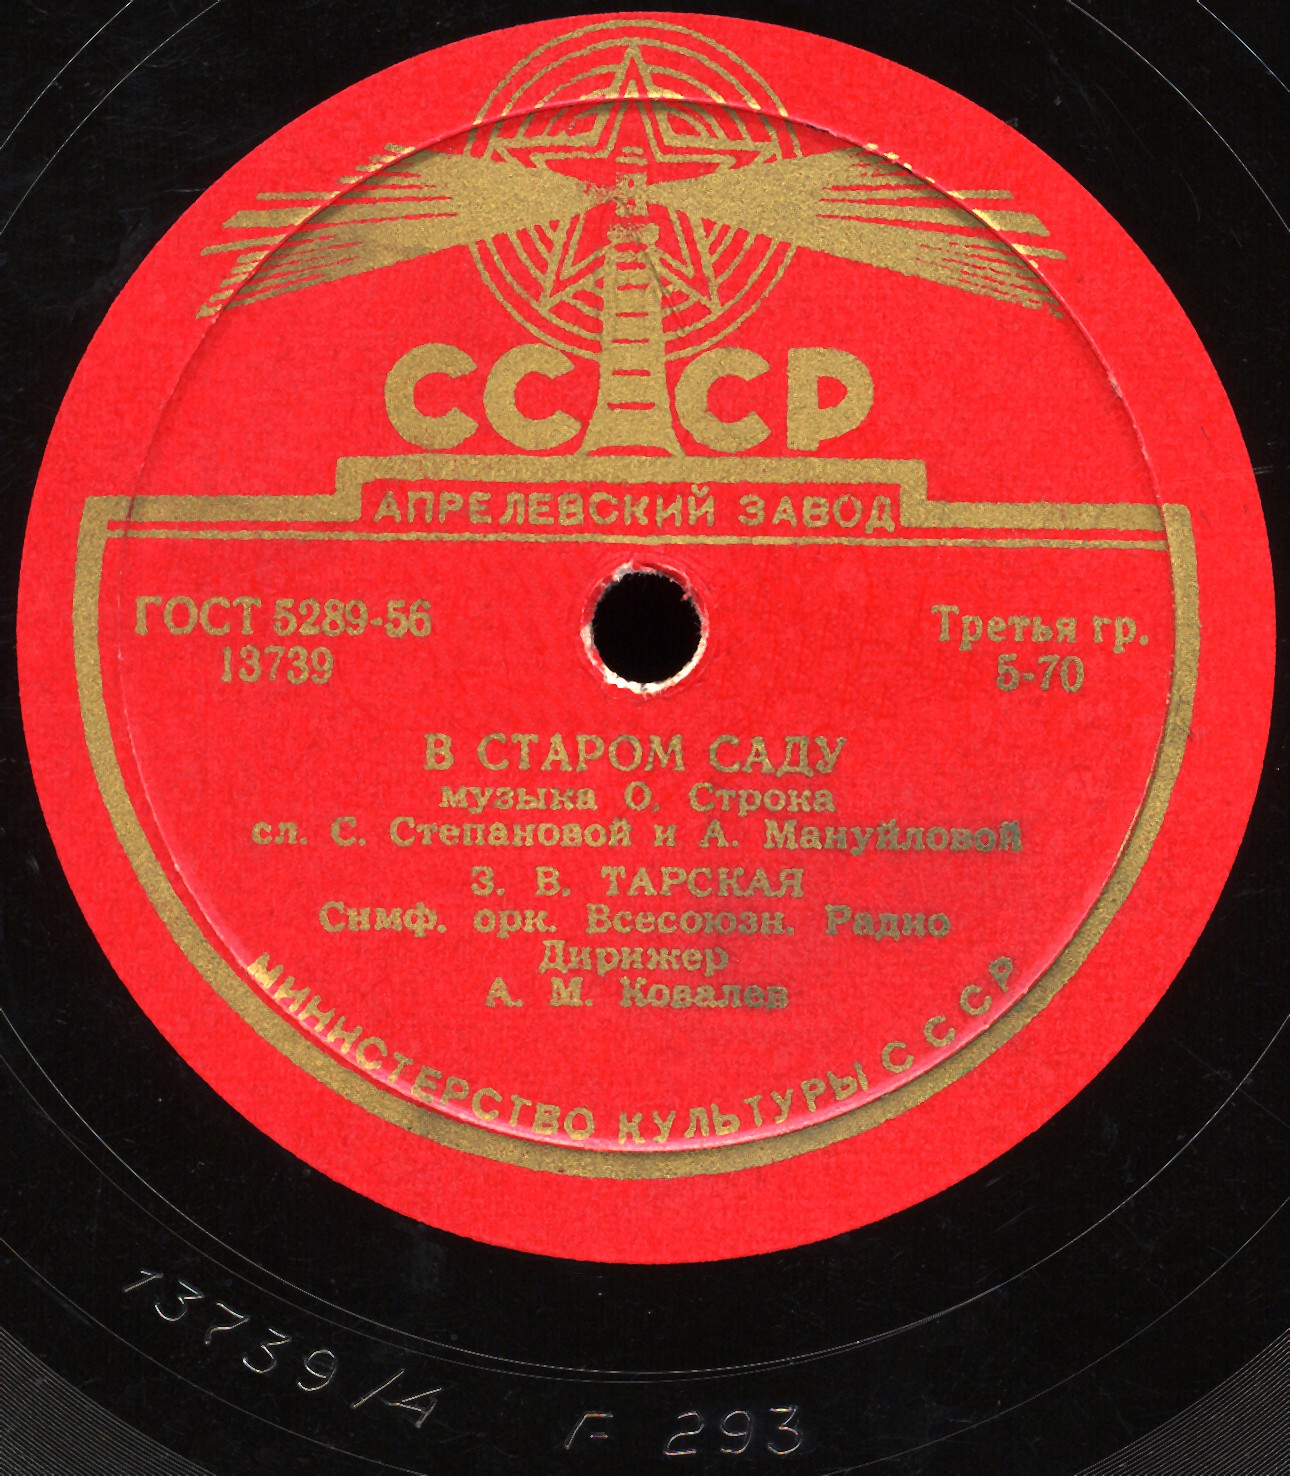 СССР
АПРЕЛЕВСКИЙ ЗАВОД
ГОСТ 5289-56
13739
Третья гр.
5-70
В СТАРОМ САДУ
музыка О. Строка
сл. С. Степановой и А. Мануйловой
З. В. ТАРСКАЯ
Симф. орк. Всесоюзн. Радио
Дирижер
А. М. Ковалев
МИНИСТЕРСТВО КУЛЬТУРЫ СССР
13739/4
Г 293